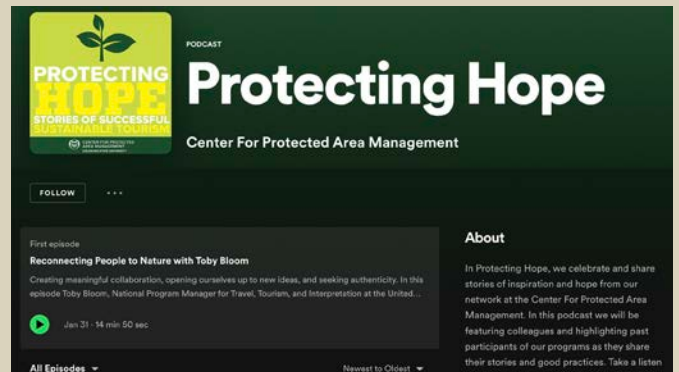 PROTECTING
HOPE
STORIES OF SUCCESSFUL
SUSTAINABLE TOURISM
CENTER FOR PROTECTED
AREA MANAGEMENT
PODCAST
Protecting Hope
Center For Protected Area Management
FOLLOW
First episode
Reconnecting People to Nature with Toby Bloom
Creating meaningful collaboration, opening ourselves up to new ideas, and seeking authenticity. In this
episode Toby Bloom, National Program Manager for Travel, Tourism, and Interpretation at the United...
Jan 31 · 14 min 50 sec
All Episodes
Newest to Oldest
About
In Protecting Hope, we celebrate and share
stories of inspiration and hope from our
network at the Center For Protected Area
Management. In this podcast we will be
featuring colleagues and highlighting past
participants of our programs as they share
their stories and good practices. Take a listen